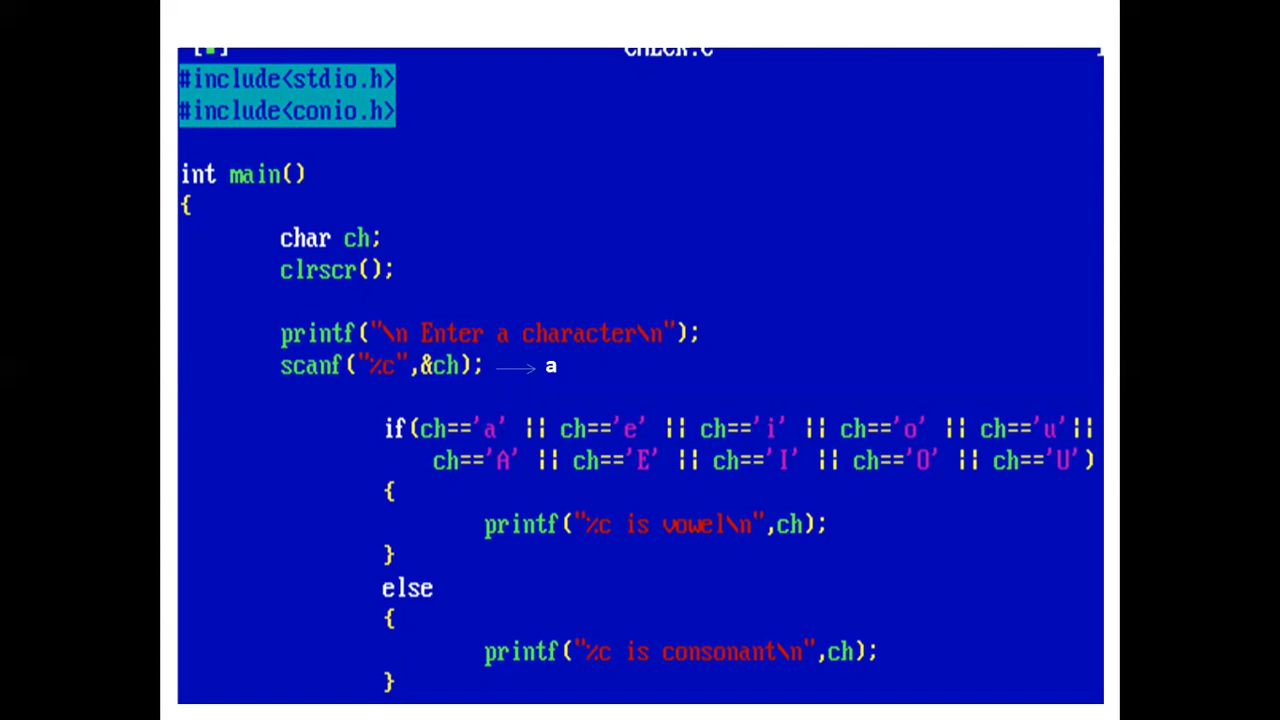 CHECK.C
#include<stdio.h>
#include<conio.h>
int main()
{
char ch;
clrscr();
printf("\n Enter a character\n");
scanf("%c",&ch); → a
if(ch=='a' || ch=='e' || ch=='i' || ch=='o' || ch=='u'||
ch=='A' || ch=='E' || ch=='I' || ch=='O' || ch=='U')
{
printf("%c is vowel\n",ch);
}
else
{
printf("%c is consonant\n",ch);
}